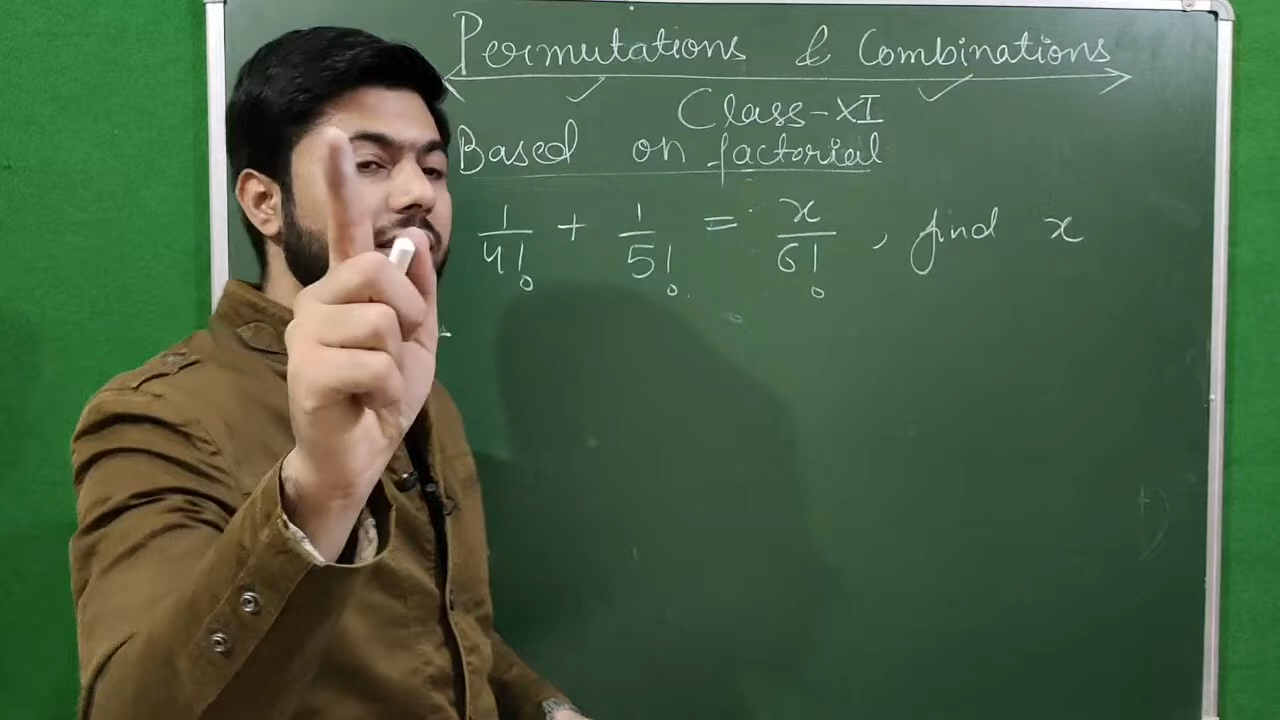 Permutations & Combinations
Class-XI
Based on factorial
1/4! + 1/5! = x/6! , find x